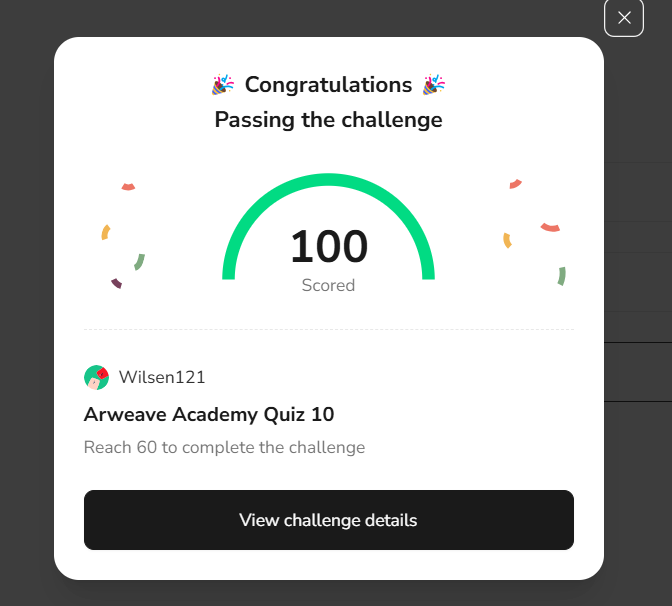 Congratulations
Passing the challenge
100
Scored
Wilsen121
Arweave Academy Quiz 10
Reach 60 to complete the challenge
View challenge details